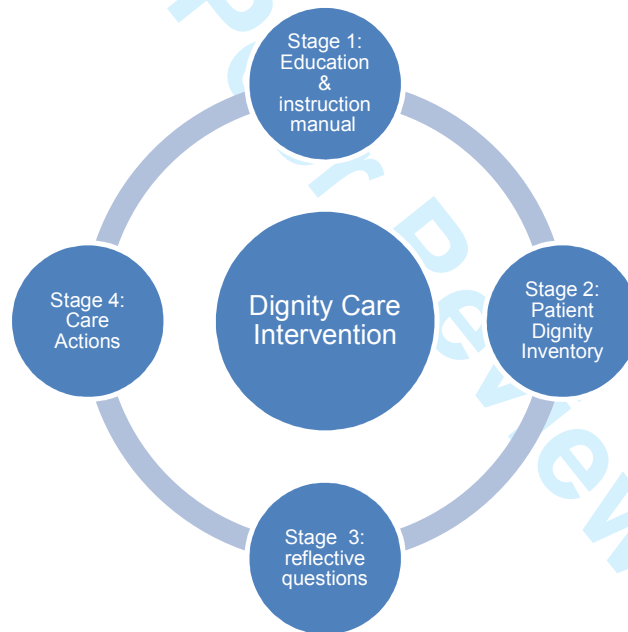 Stage 1:
Education
&
instruction
manual
Stage 2:
Patient
Dignity
Inventory
Dignity Care
Intervention
Stage 4:
Care
Actions
Stage  3:
reflective
questions